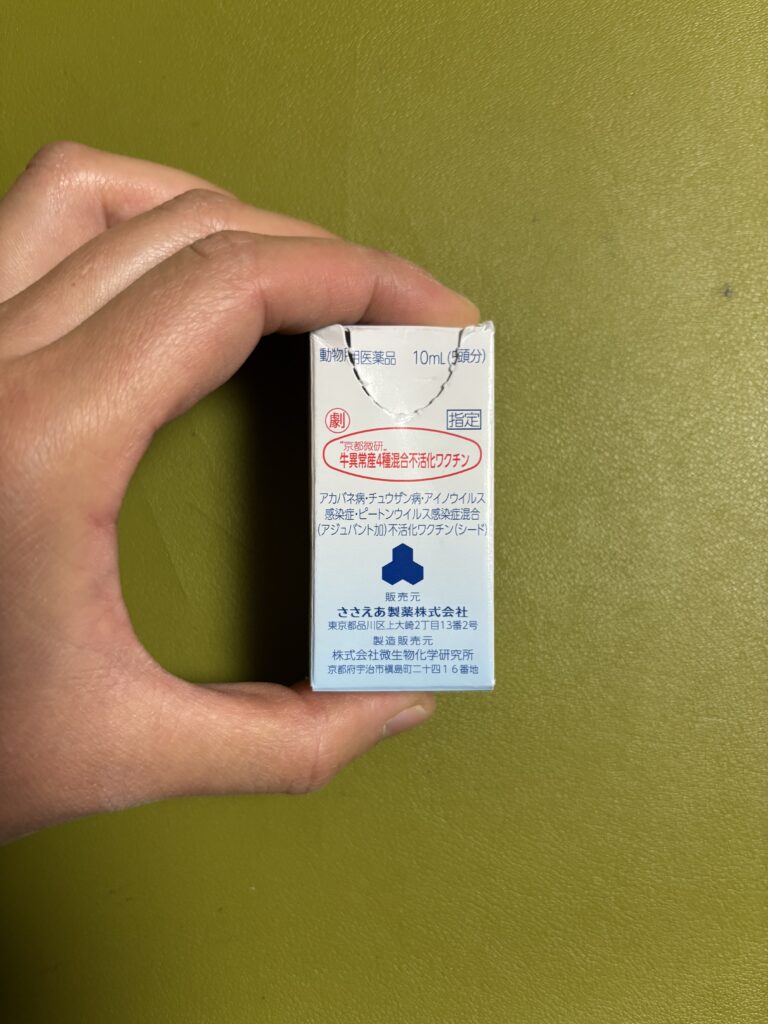 動物用医薬品 10mL(5頭分)
劇 指定
"京都微研„
牛異常産4種混合不活化ワクチン
アカバネ病・チュウザン病・アイノウイルス
感染症・ピートンウイルス感染症混合
(アジュバント加)不活化ワクチン(シード)
販売元
ささえあ製薬株式会社
東京都品川区上大崎2丁目13番2号
製造販売元
株式会社微生物化学研究所
京都府宇治市槇島町二十四16番地